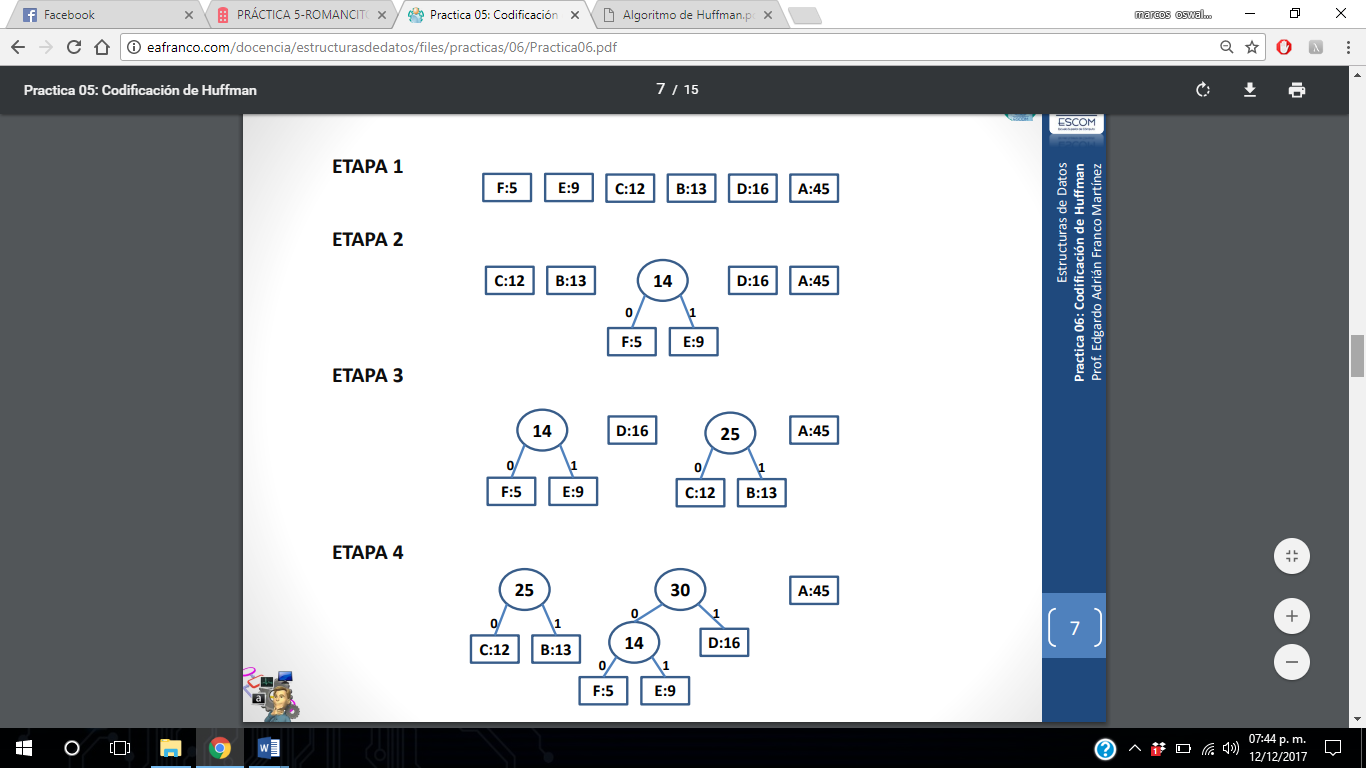 Facebook
PRÁCTICA 5-ROMANCITO
Practica 05: Codificación
Algoritmo de Huffman.p
marcos oswal...
eafranco.com/docencia/estructurasdedatos/files/practicas/06/Practica06.pdf
Practica 05: Codificación de Huffman
7 / 15
ESCOM
Estructuras de Datos
Practica 06: Codificación de Huffman
Prof. Edgardo Adrián Franco Martínez
ETAPA 1
F:5 E:9 C:12 B:13 D:16 A:45
ETAPA 2
C:12 B:13 14 D:16 A:45
0 1
F:5 E:9
ETAPA 3
14 D:16 25 A:45
0 1 0 1
F:5 E:9 C:12 B:13
ETAPA 4
25 30 A:45
0 1 0 1
C:12 B:13 14 D:16
0 1
F:5 E:9
7
a
07:44 p. m.
12/12/2017